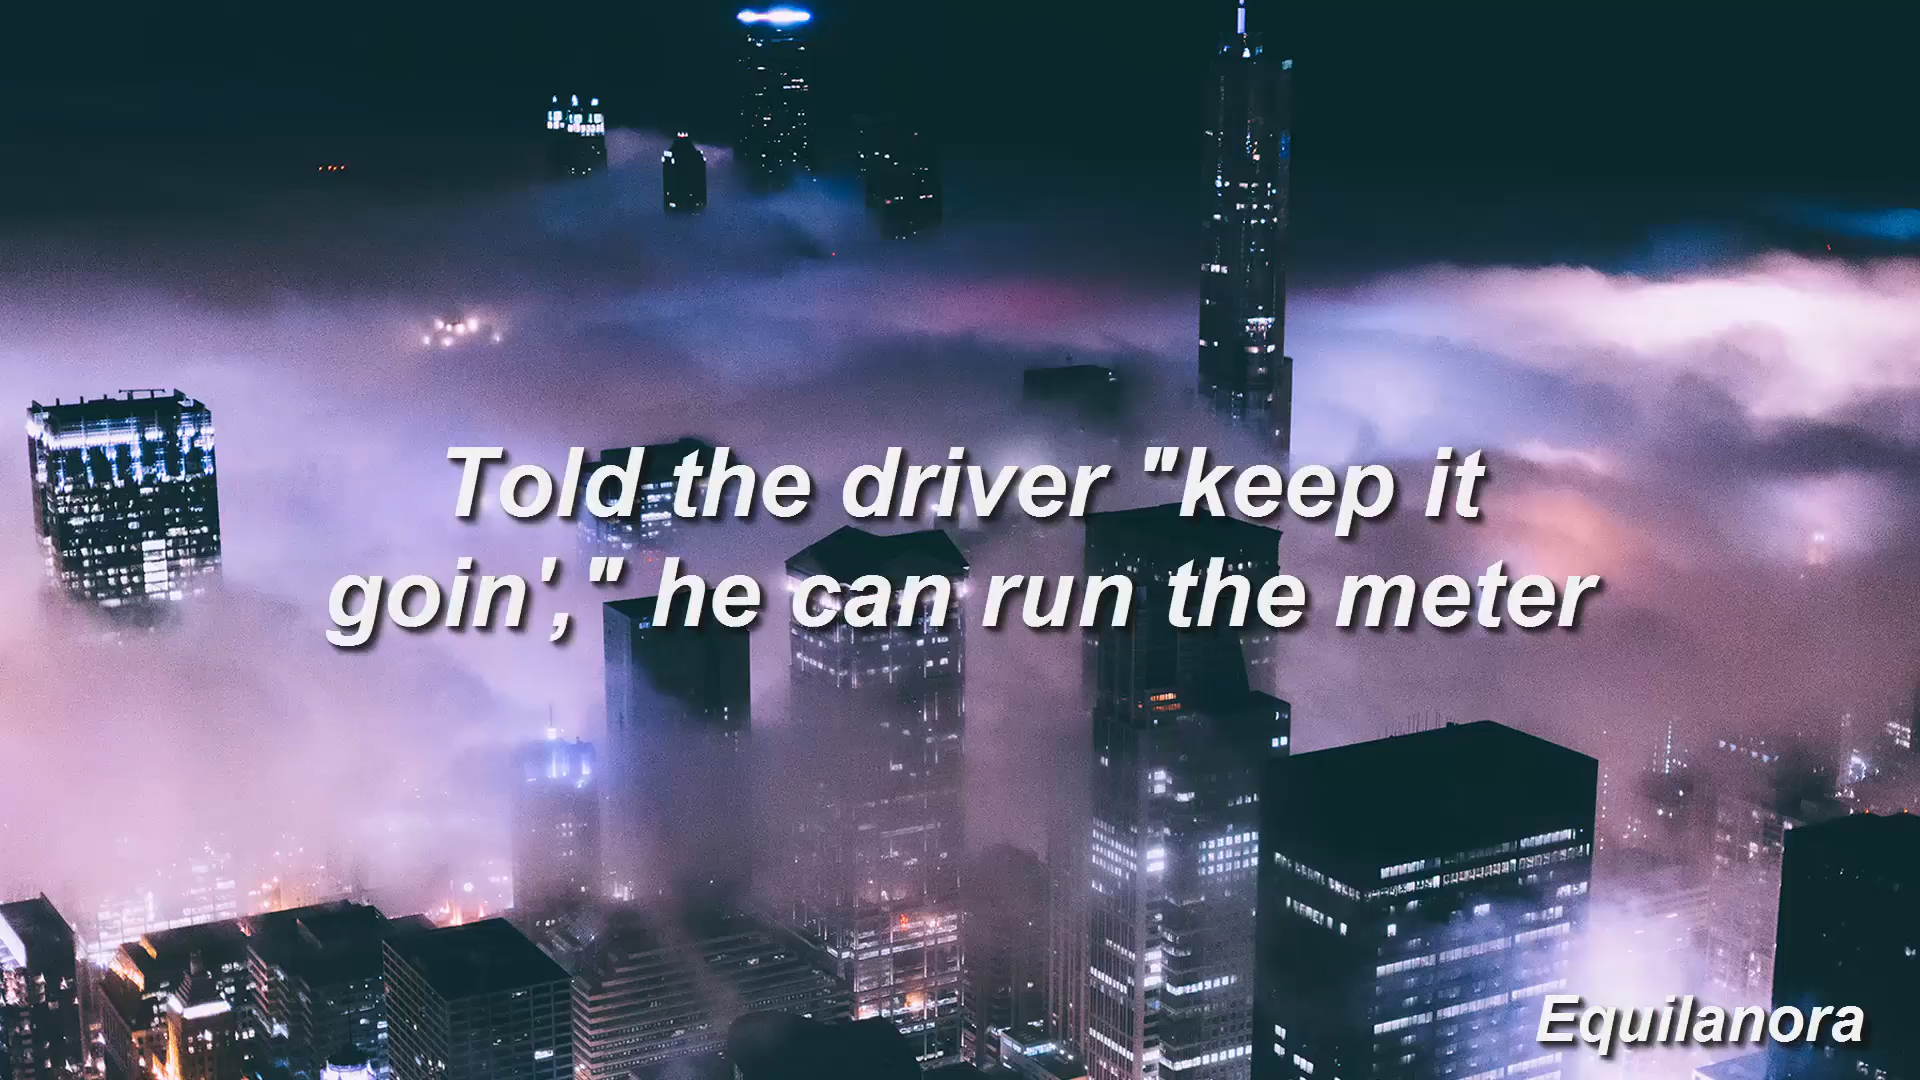 Told the driver "keep it
goin'," he can run the meter
Equilanora